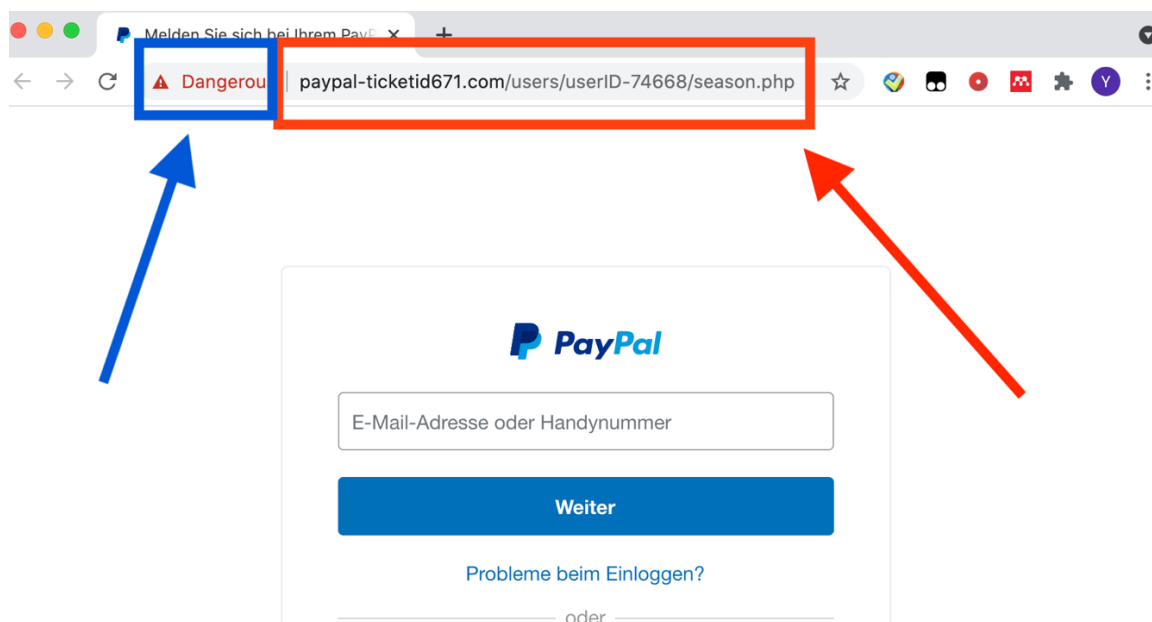 Melden Sie sich bei Ihrem PayP
Dangerou
paypal-ticketid671.com/users/userID-74668/season.php
Y
PayPal
E-Mail-Adresse oder Handynummer
Weiter
Probleme beim Einloggen?
oder